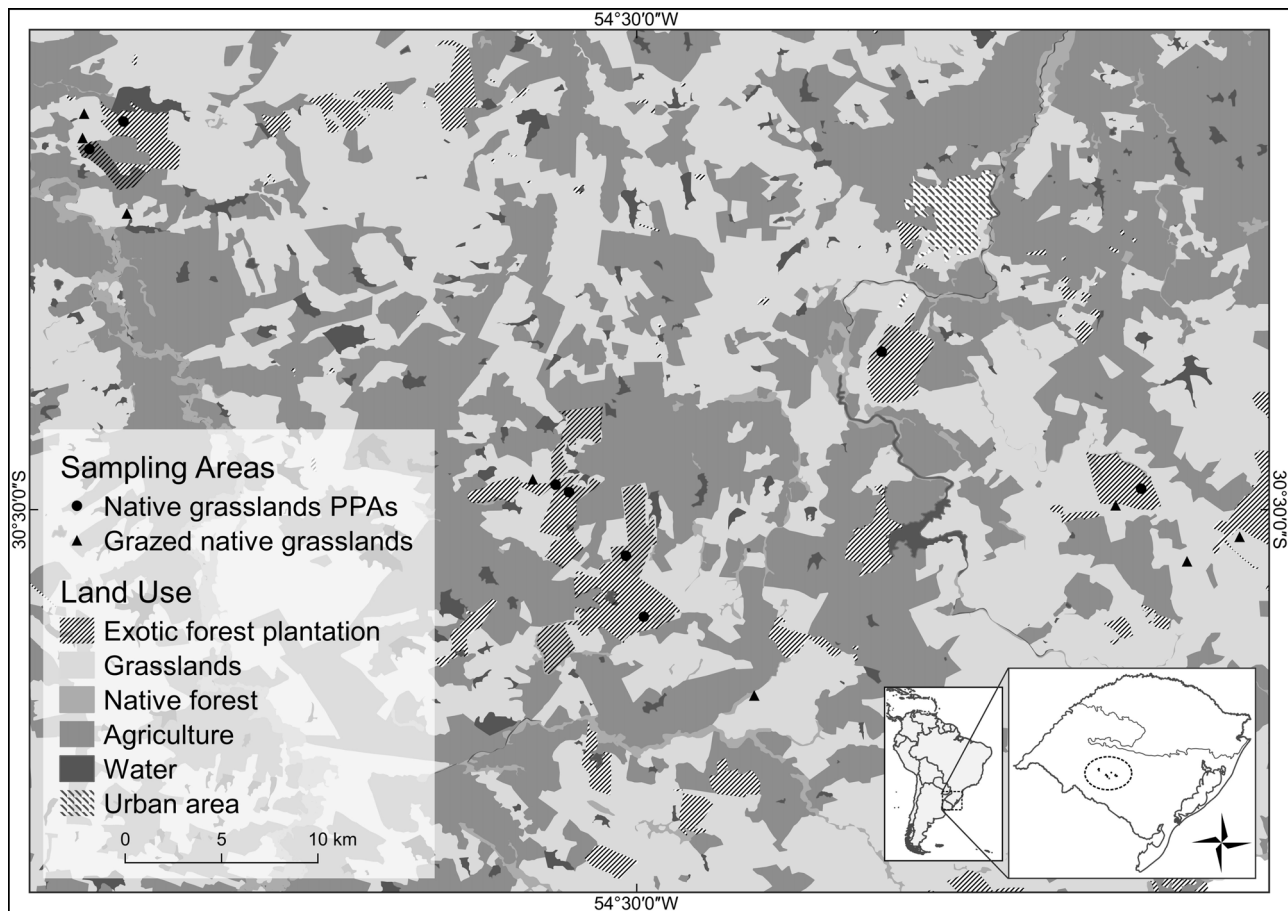 54°30'0"W
Sampling Areas
Native grasslands PPAs
Grazed native grasslands
Land Use
Exotic forest plantation
Grasslands
Native forest
Agriculture
Water
Urban area
0 5 10 km
30°30'0"S
30°30'0"S
54°30'0"W